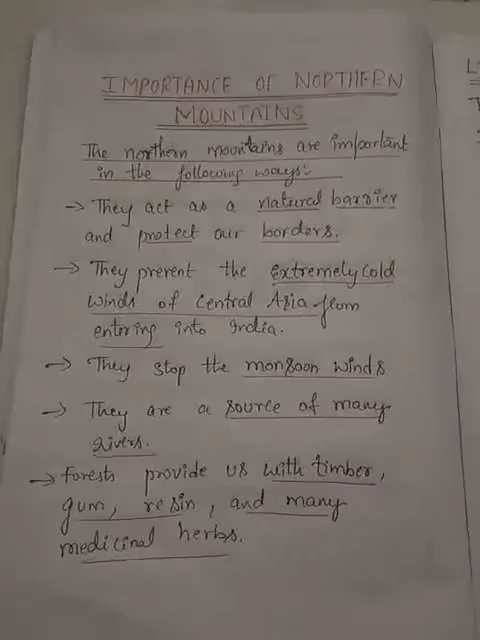 IMPORTANCE OF NORTHERN
MOUNTAINS
The northern mountains are important
in the following ways:-
→ They act as a natural barrier
and protect our borders.
→ They prevent the extremely cold
winds of Central Asia from
entering into India.
→ They stop the monsoon winds
→ They are a source of many
rivers.
→ forests provide us with timber,
gum, resin, and many
medicinal herbs.